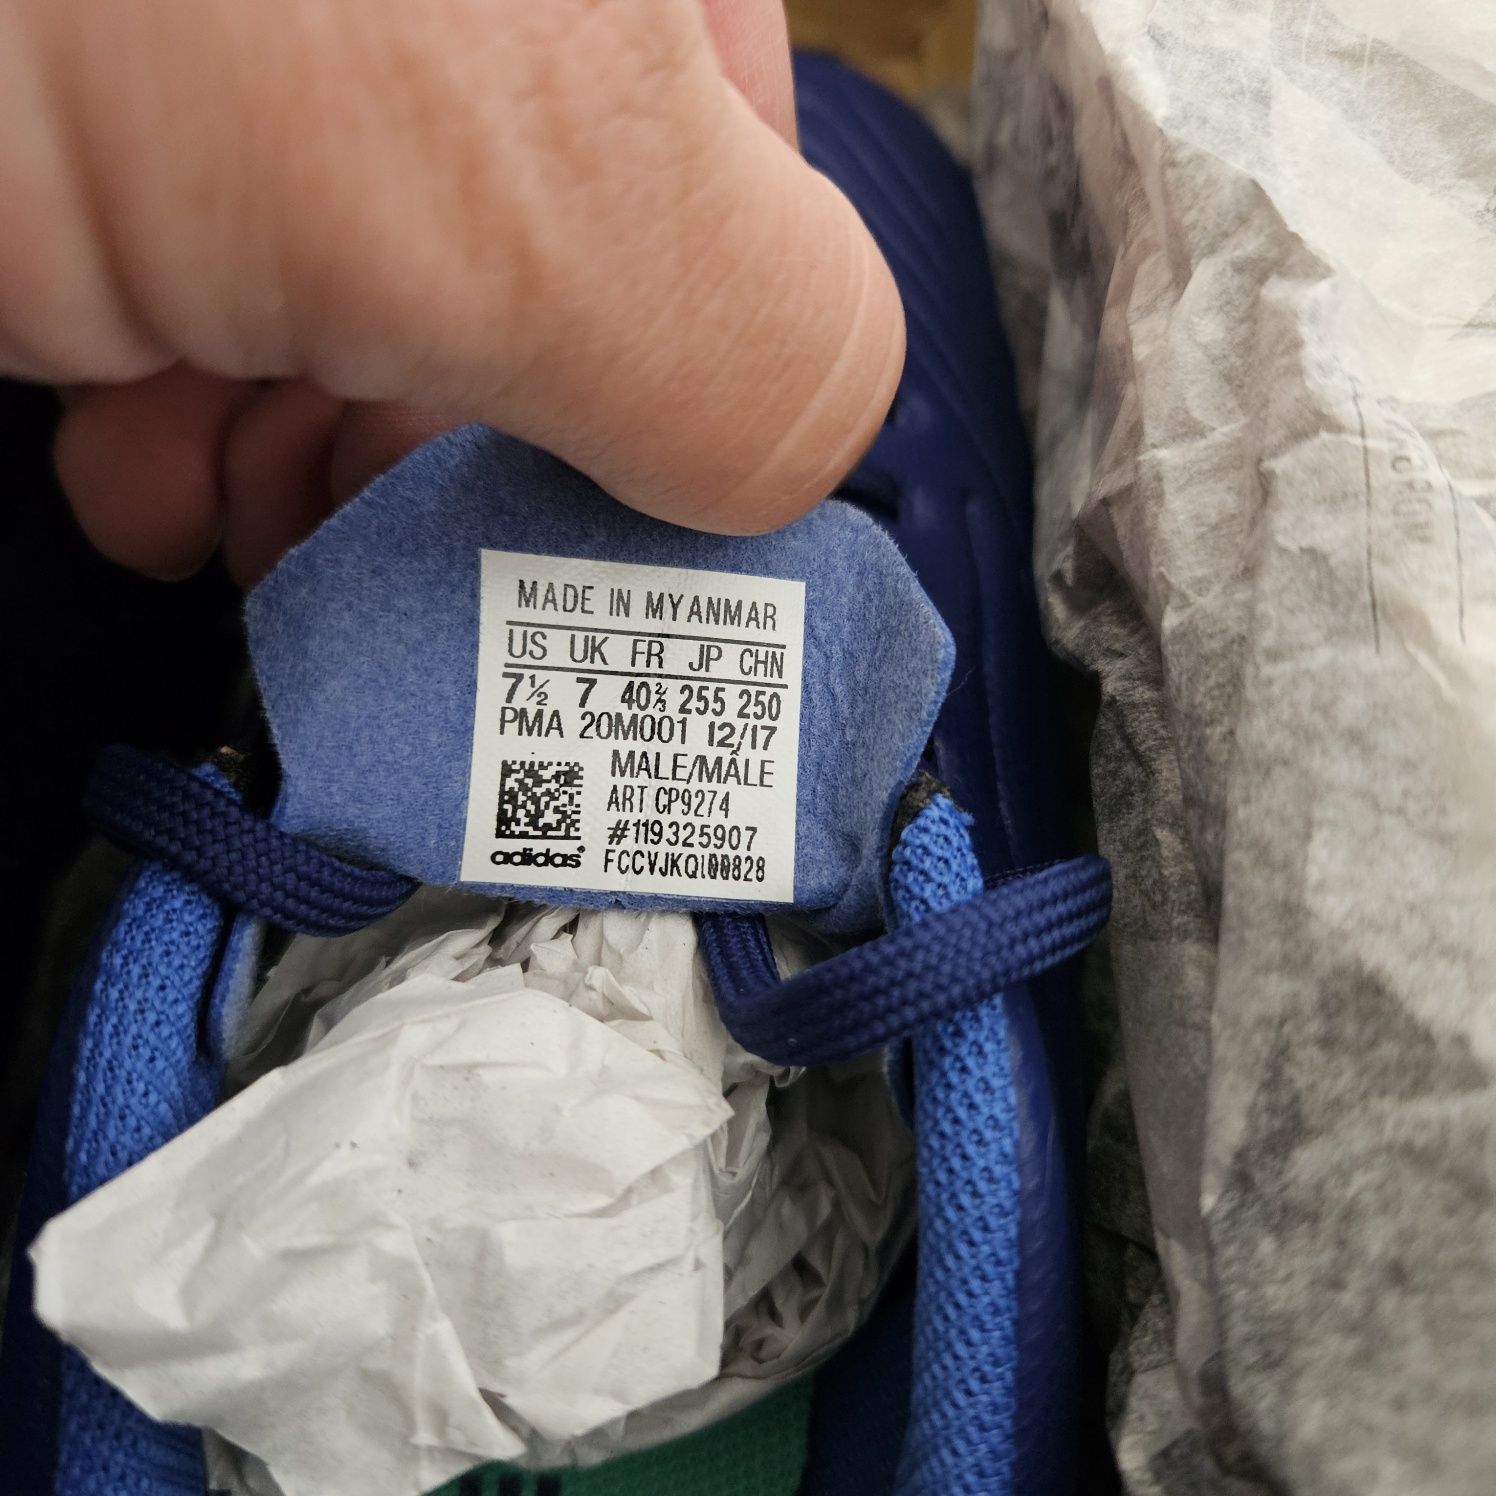 MADE IN MYANMAR
US UK FR JP CHN
7½ 7 40⅔ 255 250
PMA 20M001 12/17
MALE/MÂLE
ART CP9274
#119325907
adidas® FCCVJKQ100828